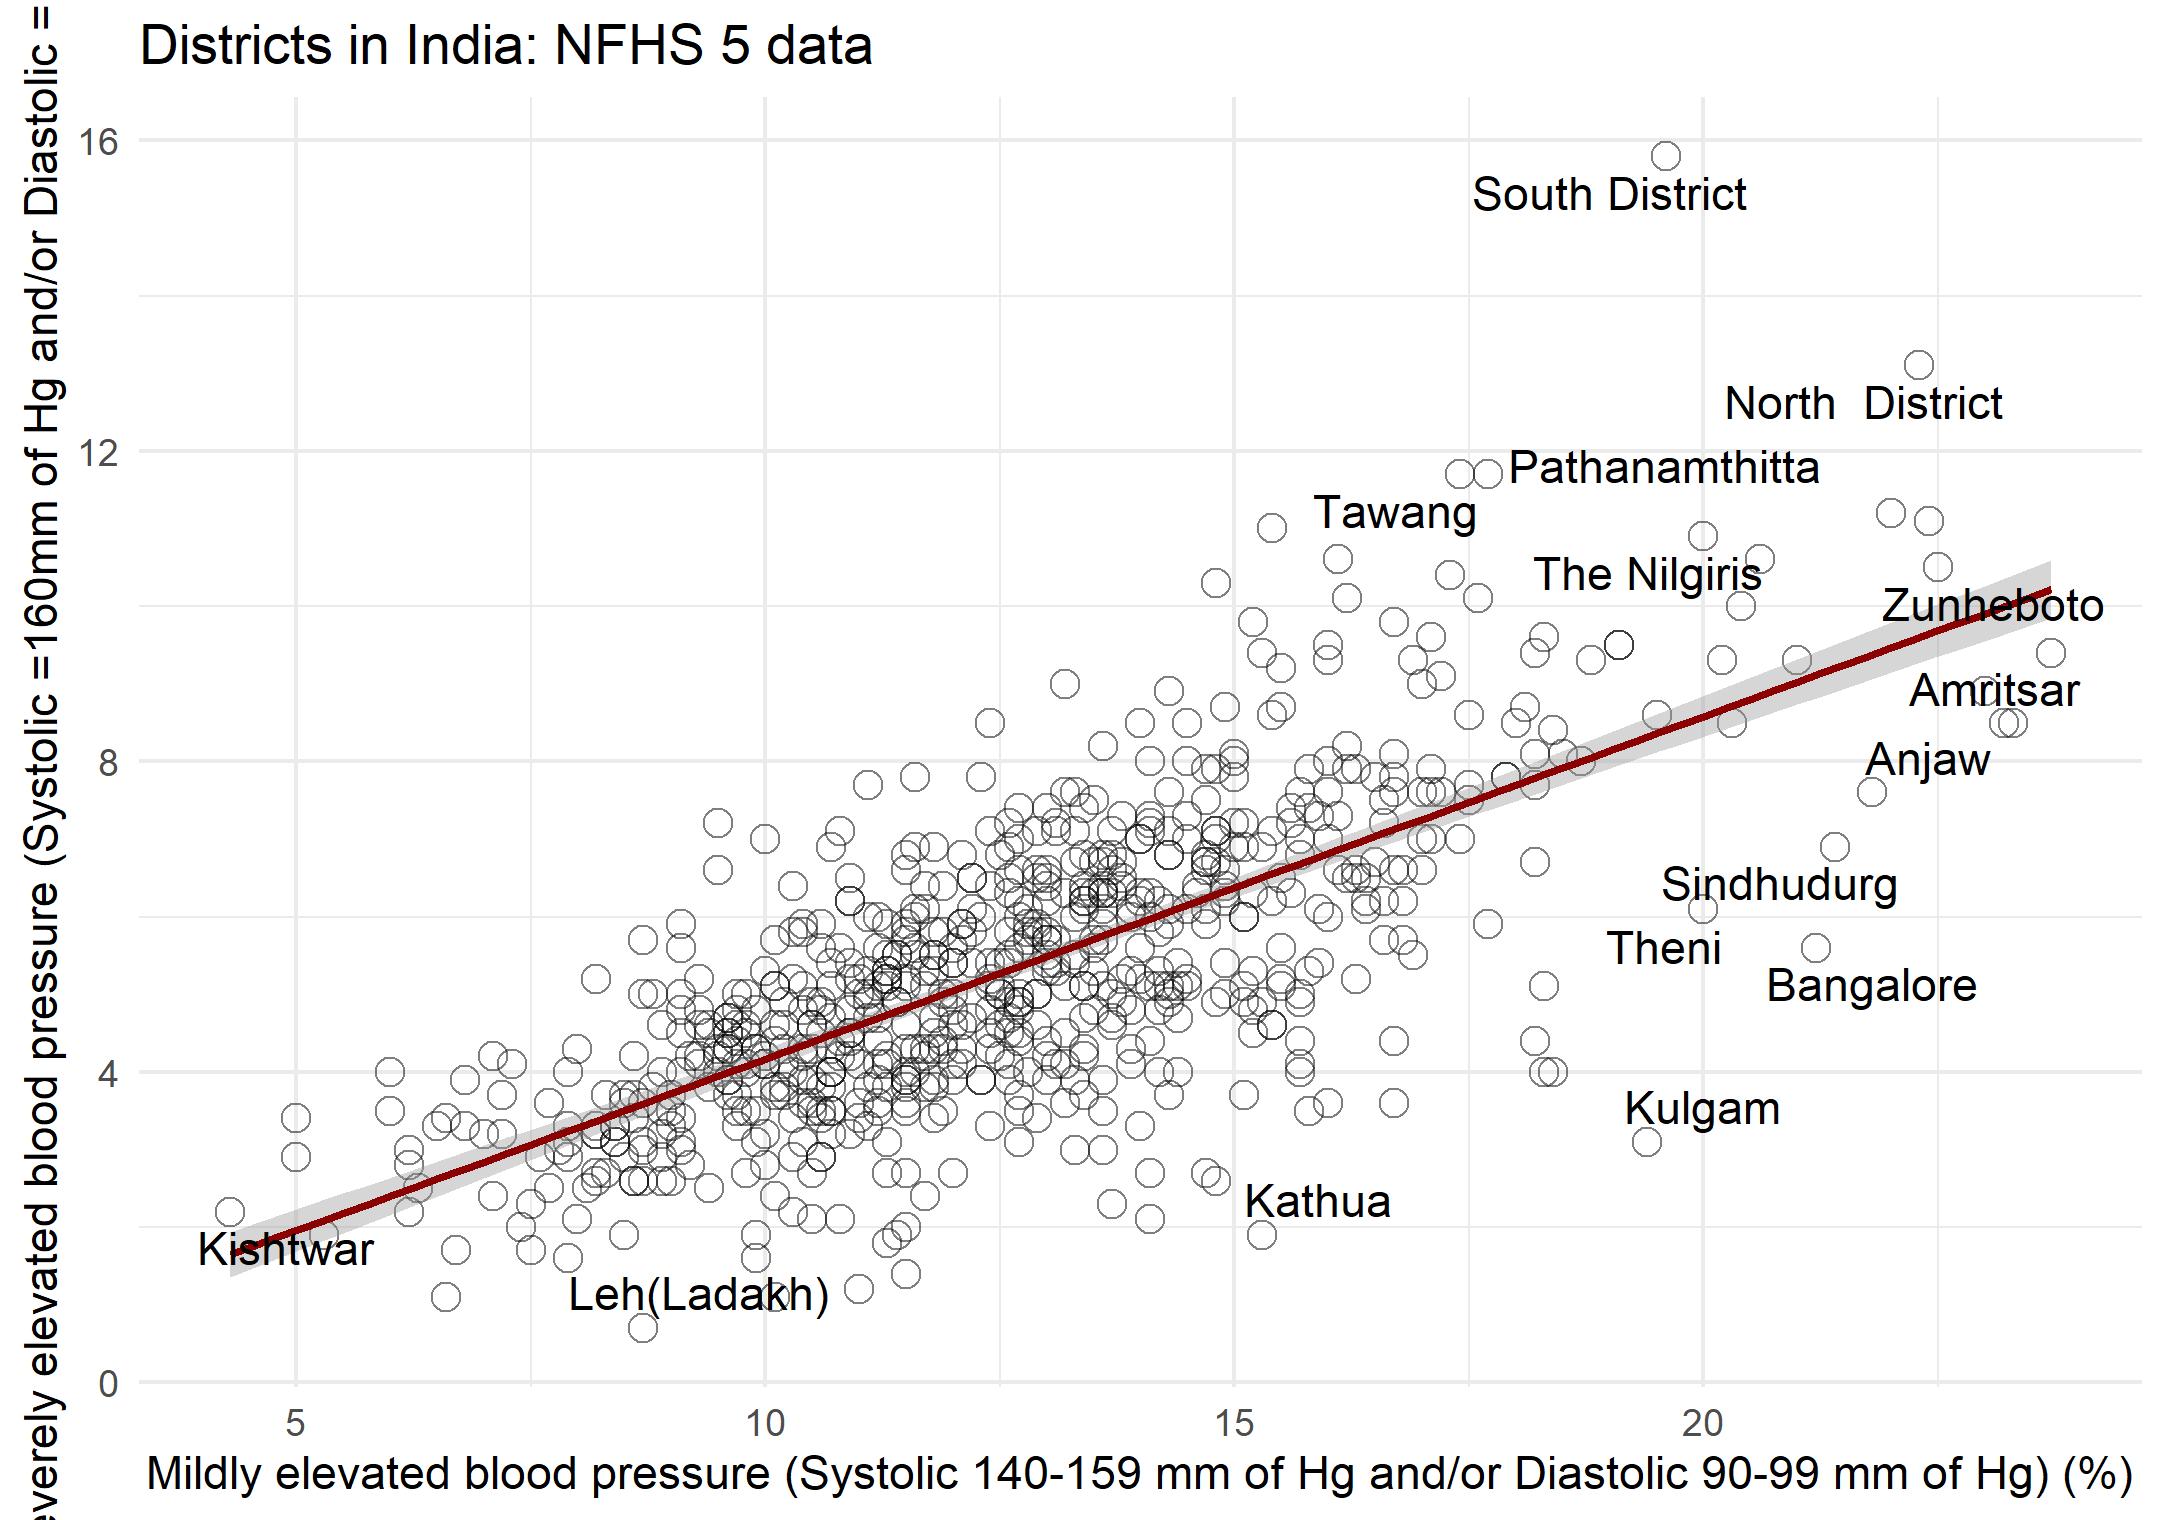 Districts in India: NFHS 5 data
everely elevated blood pressure (Systolic =160mm of Hg and/or Diastolic =
16
12
8
4
0
South District
North  District
Pathanamthitta
Tawang
The Nilgiris
Zunheboto
Amritsar
Anjaw
Sindhudurg
Theni
Bangalore
Kulgam
Kathua
Kishtwar
Leh(Ladakh)
5
10
15
20
Mildly elevated blood pressure (Systolic 140-159 mm of Hg and/or Diastolic 90-99 mm of Hg) (%)